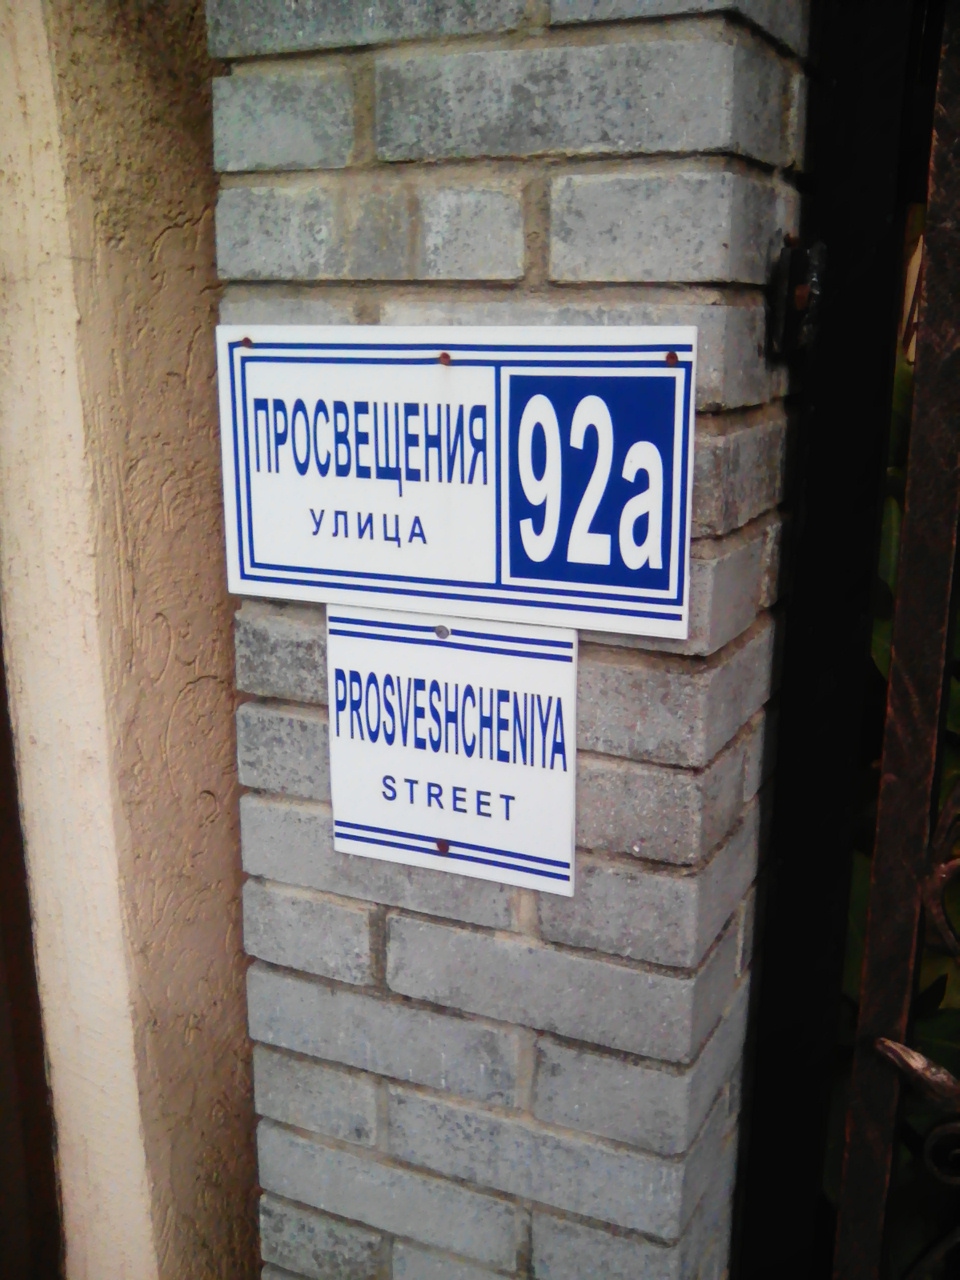 ПРОСВЕЩЕНИЯ
УЛИЦА
92а
PROSVESHCHENIYA
STREET